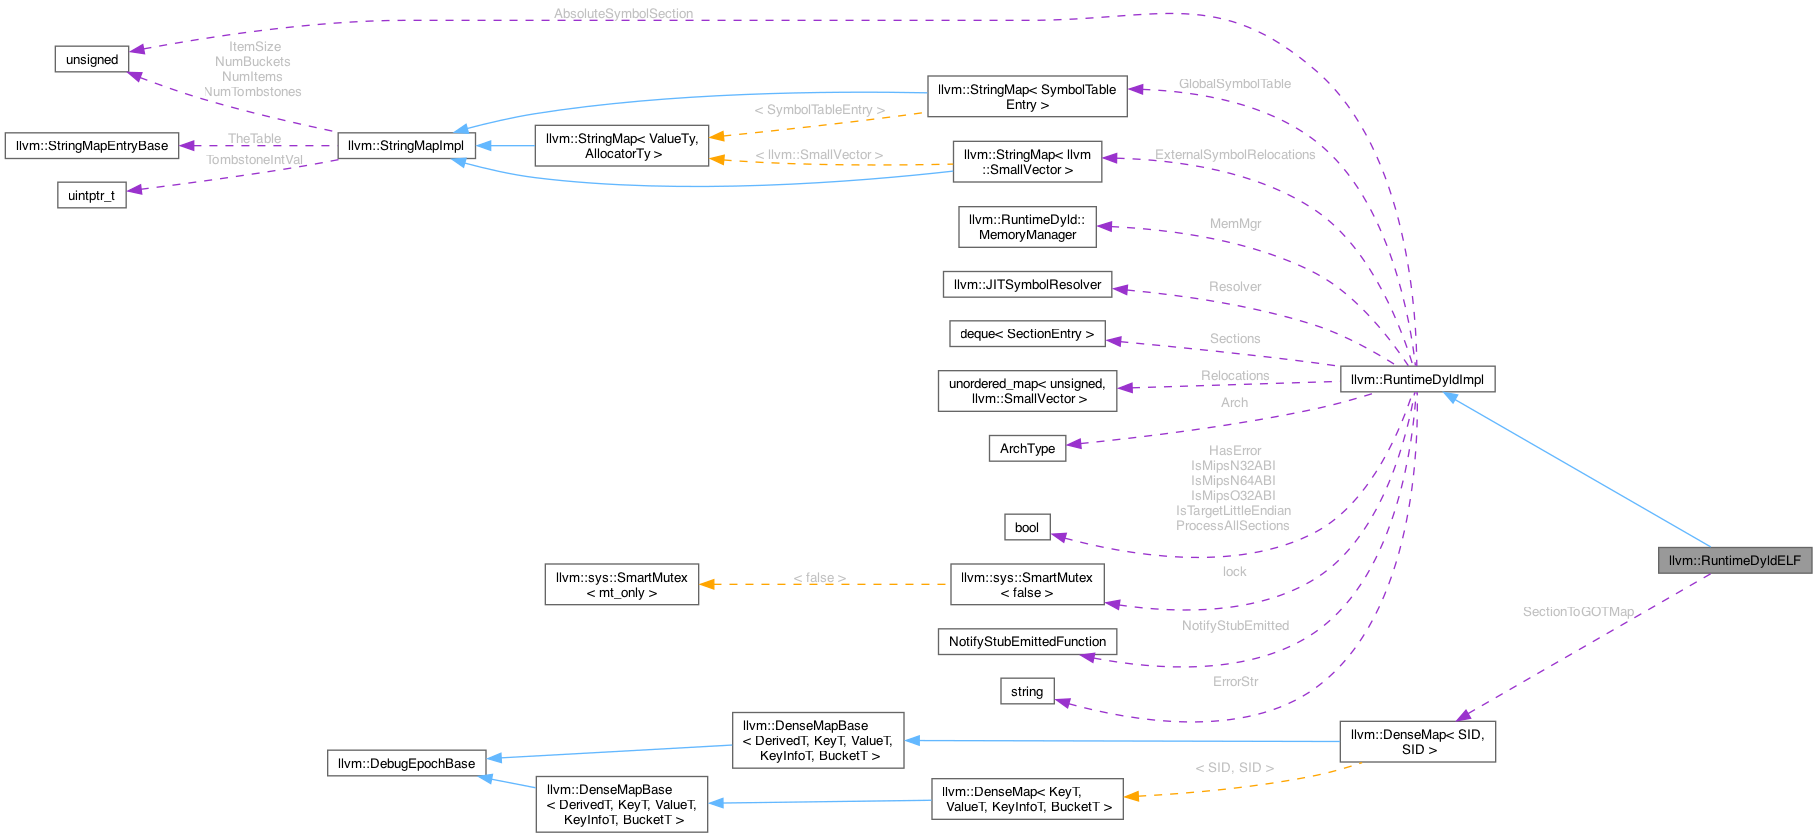 AbsoluteSymbolSection
unsigned
ItemSize
NumBuckets
NumItems
NumTombstones
llvm::StringMap< SymbolTable
Entry >
GlobalSymbolTable
< SymbolTableEntry >
llvm::StringMapEntryBase
TheTable
llvm::StringMapImpl
llvm::StringMap< ValueTy,
AllocatorTy >
< llvm::SmallVector >
llvm::StringMap< llvm
::SmallVector >
ExternalSymbolRelocations
TombstoneIntVal
uintptr_t
llvm::RuntimeDyld::
MemoryManager
MemMgr
llvm::JITSymbolResolver
Resolver
deque< SectionEntry >
Sections
unordered_map< unsigned,
llvm::SmallVector >
Relocations
llvm::RuntimeDyldImpl
Arch
ArchType
HasError
IsMipsN32ABI
IsMipsN64ABI
IsMipsO32ABI
IsTargetLittleEndian
ProcessAllSections
bool
llvm::RuntimeDyldELF
llvm::sys::SmartMutex
< mt_only >
< false >
llvm::sys::SmartMutex
< false >
lock
SectionToGOTMap
NotifyStubEmittedFunction
NotifyStubEmitted
string
ErrorStr
llvm::DenseMapBase
< DerivedT, KeyT, ValueT,
KeyInfoT, BucketT >
llvm::DenseMap< SID,
SID >
llvm::DebugEpochBase
< SID, SID >
llvm::DenseMapBase
< DerivedT, KeyT, ValueT,
KeyInfoT, BucketT >
llvm::DenseMap< KeyT,
ValueT, KeyInfoT, BucketT >